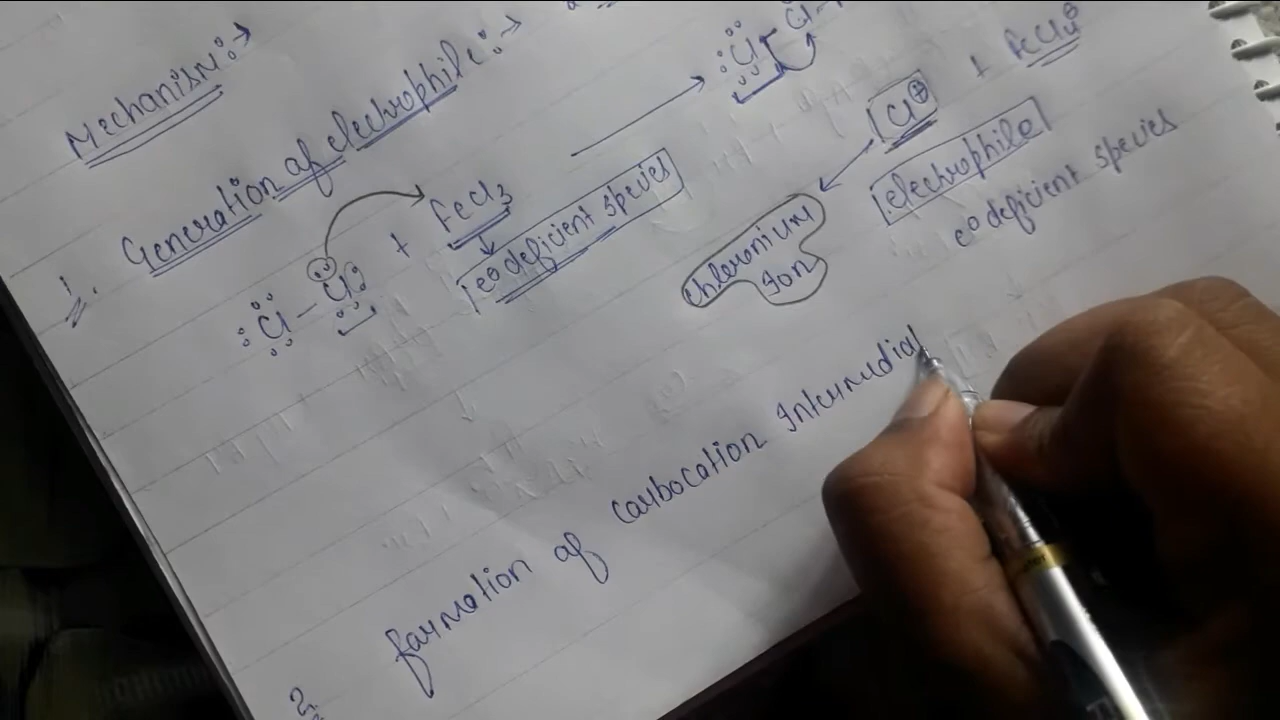 Mechanism:→
1. Generation of electrophile:→
:Cl – Cl: + FeCl3 → :Cl – Cl
e⊖ deficient species
Cl⊕ + FeCl4⊖
electrophile
e⊖ deficient species
Chloronium
Ion
2. formation of carbocation Intermedial